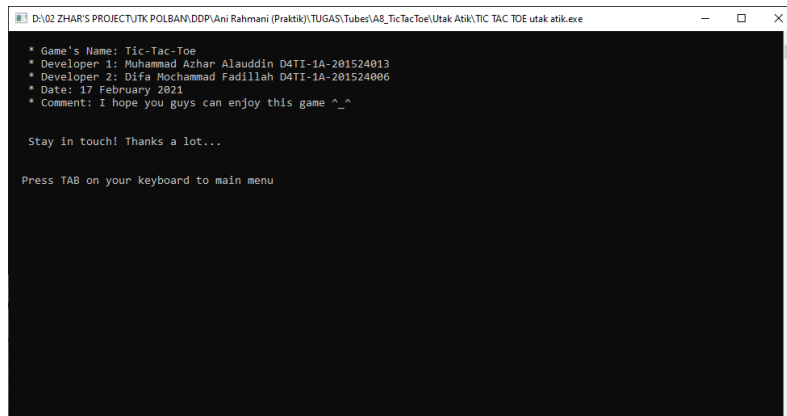 D:\02 ZHAR'S PROJECT\JTK POLBAN\DDP\Ani Rahmani (Praktik)\TUGAS\Tubes\A8_TicTacToe\Utak Atik\TIC TAC TOE utak atik.exe
* Game's Name: Tic-Tac-Toe
* Developer 1: Muhammad Azhar Alauddin D4TI-1A-201524013
* Developer 2: Difa Mochammad Fadillah D4TI-1A-201524006
* Date: 17 February 2021
* Comment: I hope you guys can enjoy this game ^_^
Stay in touch! Thanks a lot...
Press TAB on your keyboard to main menu